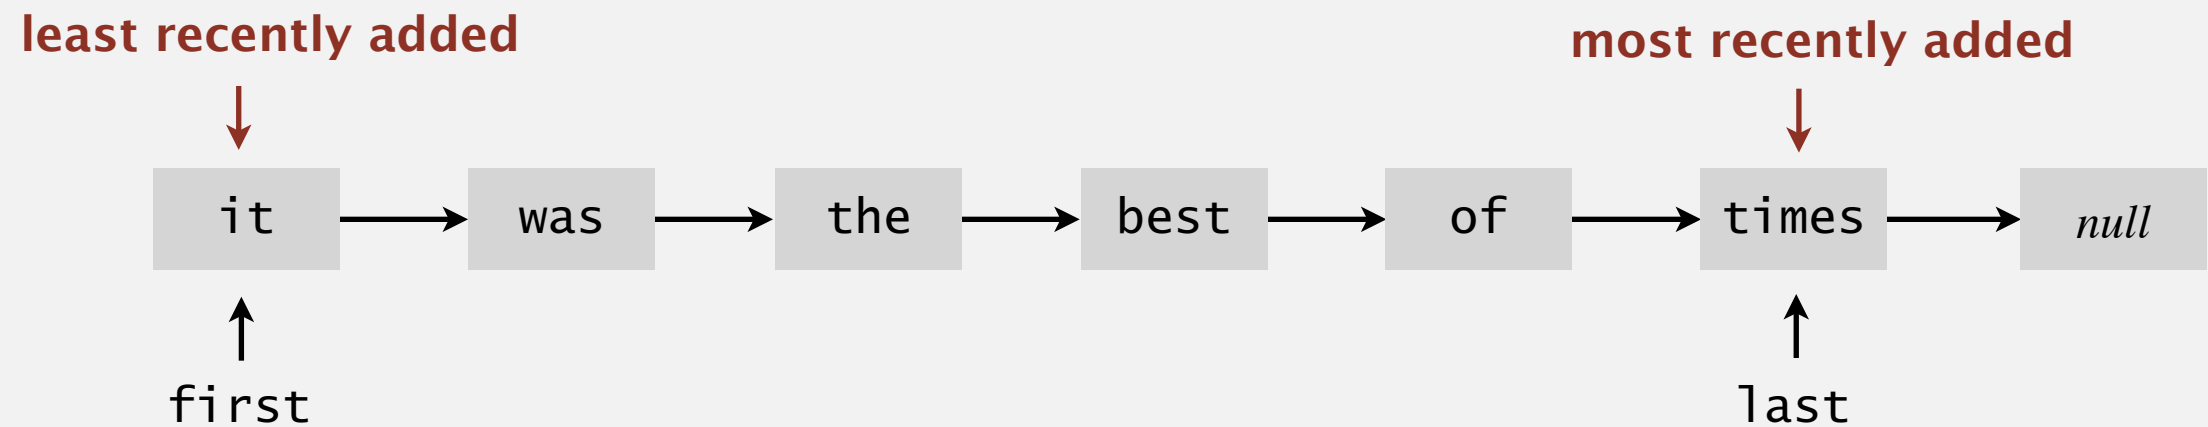 least recently added
most recently added
it was the best of times null
first
last